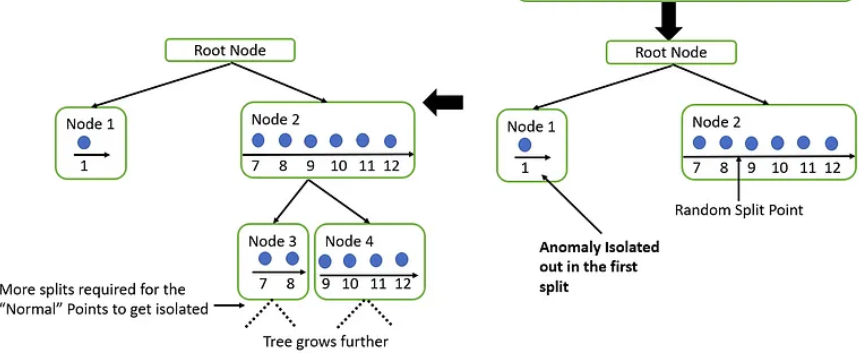 Root Node
Node 1
1
Node 2
7 8 9 10 11 12
Node 3
7 8
Node 4
9 10 11 12
More splits required for the
“Normal” Points to get isolated
Tree grows further
Root Node
Node 1
1
Node 2
7 8 9 10 11 12
Random Split Point
Anomaly Isolated
out in the first
split